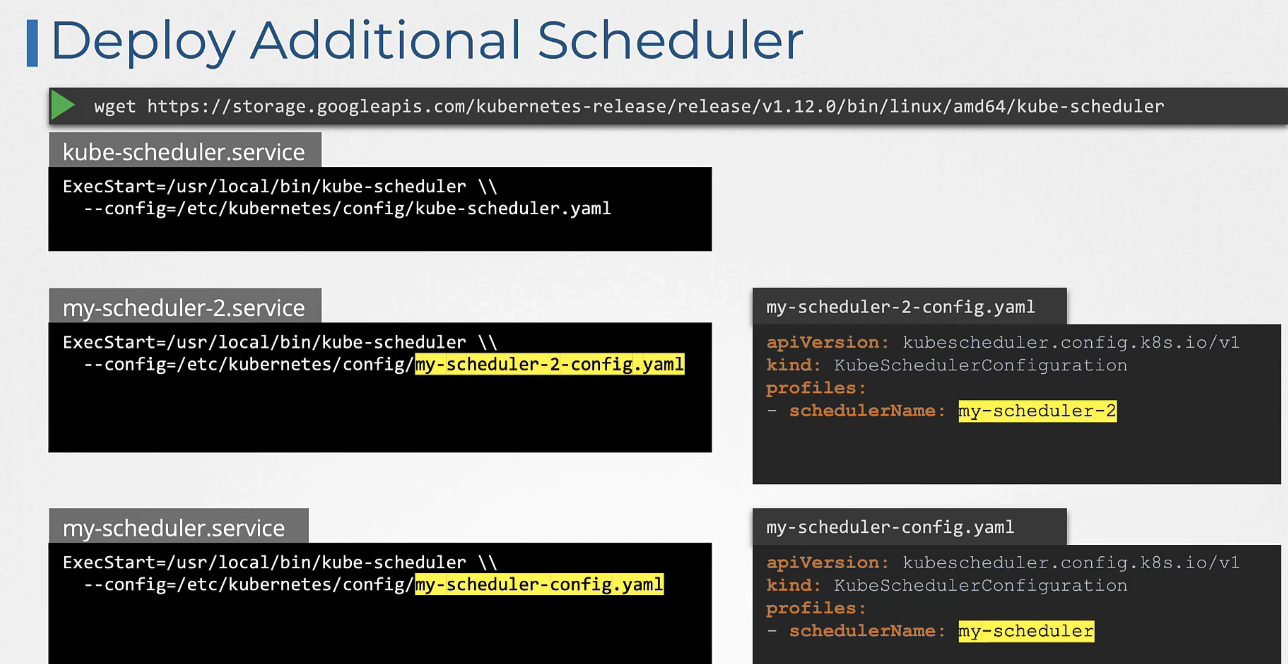 Deploy Additional Scheduler
wget https://storage.googleapis.com/kubernetes-release/release/v1.12.0/bin/linux/amd64/kube-scheduler
kube-scheduler.service
ExecStart=/usr/local/bin/kube-scheduler \\
--config=/etc/kubernetes/config/kube-scheduler.yaml
my-scheduler-2.service
ExecStart=/usr/local/bin/kube-scheduler \\
--config=/etc/kubernetes/config/my-scheduler-2-config.yaml
my-scheduler-2-config.yaml
apiVersion: kubescheduler.config.k8s.io/v1
kind: KubeSchedulerConfiguration
profiles:
- schedulerName: my-scheduler-2
my-scheduler.service
ExecStart=/usr/local/bin/kube-scheduler \\
--config=/etc/kubernetes/config/my-scheduler-config.yaml
my-scheduler-config.yaml
apiVersion: kubescheduler.config.k8s.io/v1
kind: KubeSchedulerConfiguration
profiles:
- schedulerName: my-scheduler